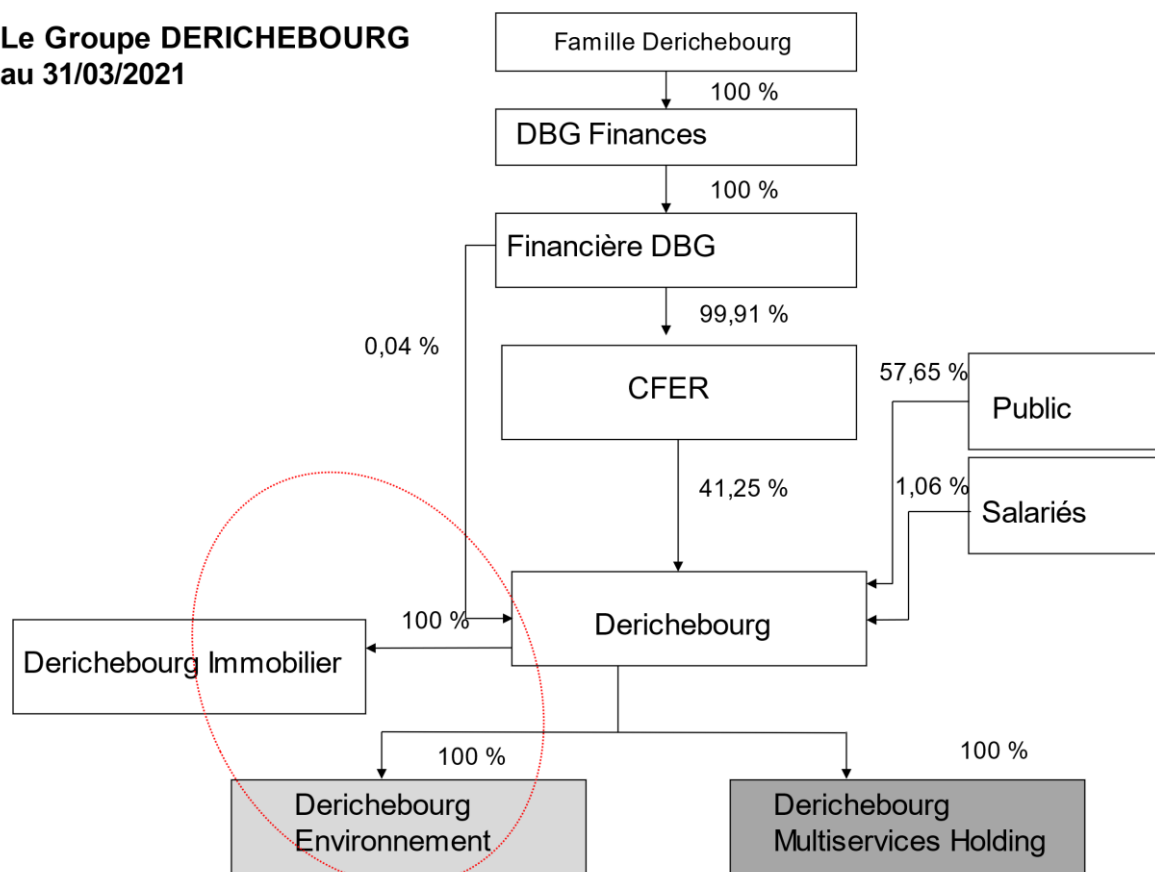 Le Groupe DERICHEBOURG
au 31/03/2021
Famille Derichebourg
100 %
DBG Finances
100 %
Financière DBG
99,91 %
0,04 %
CFER
57,65 %
Public
41,25 %
1,06 %
Salariés
Derichebourg
100 %
Derichebourg Immobilier
100 %
100 %
Derichebourg
Environnement
Derichebourg
Multiservices Holding